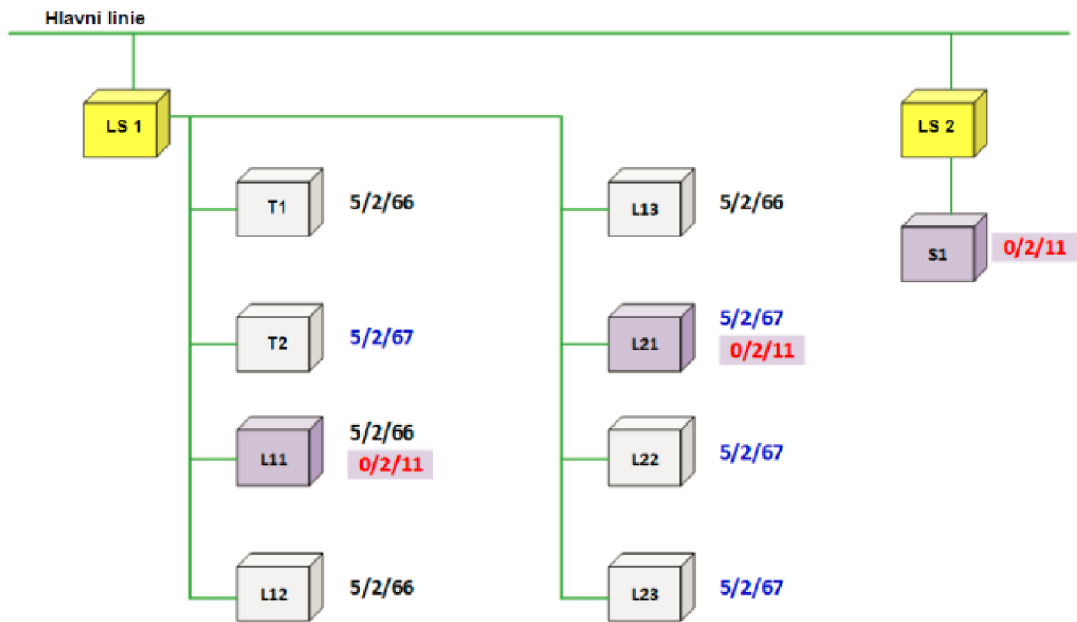 Hlavni linie
LS 1
LS 2
T1
5/2/66
L13
5/2/66
S1
0/2/11
T2
5/2/67
L21
5/2/67
0/2/11
L11
5/2/66
0/2/11
L22
5/2/67
L12
5/2/66
L23
5/2/67